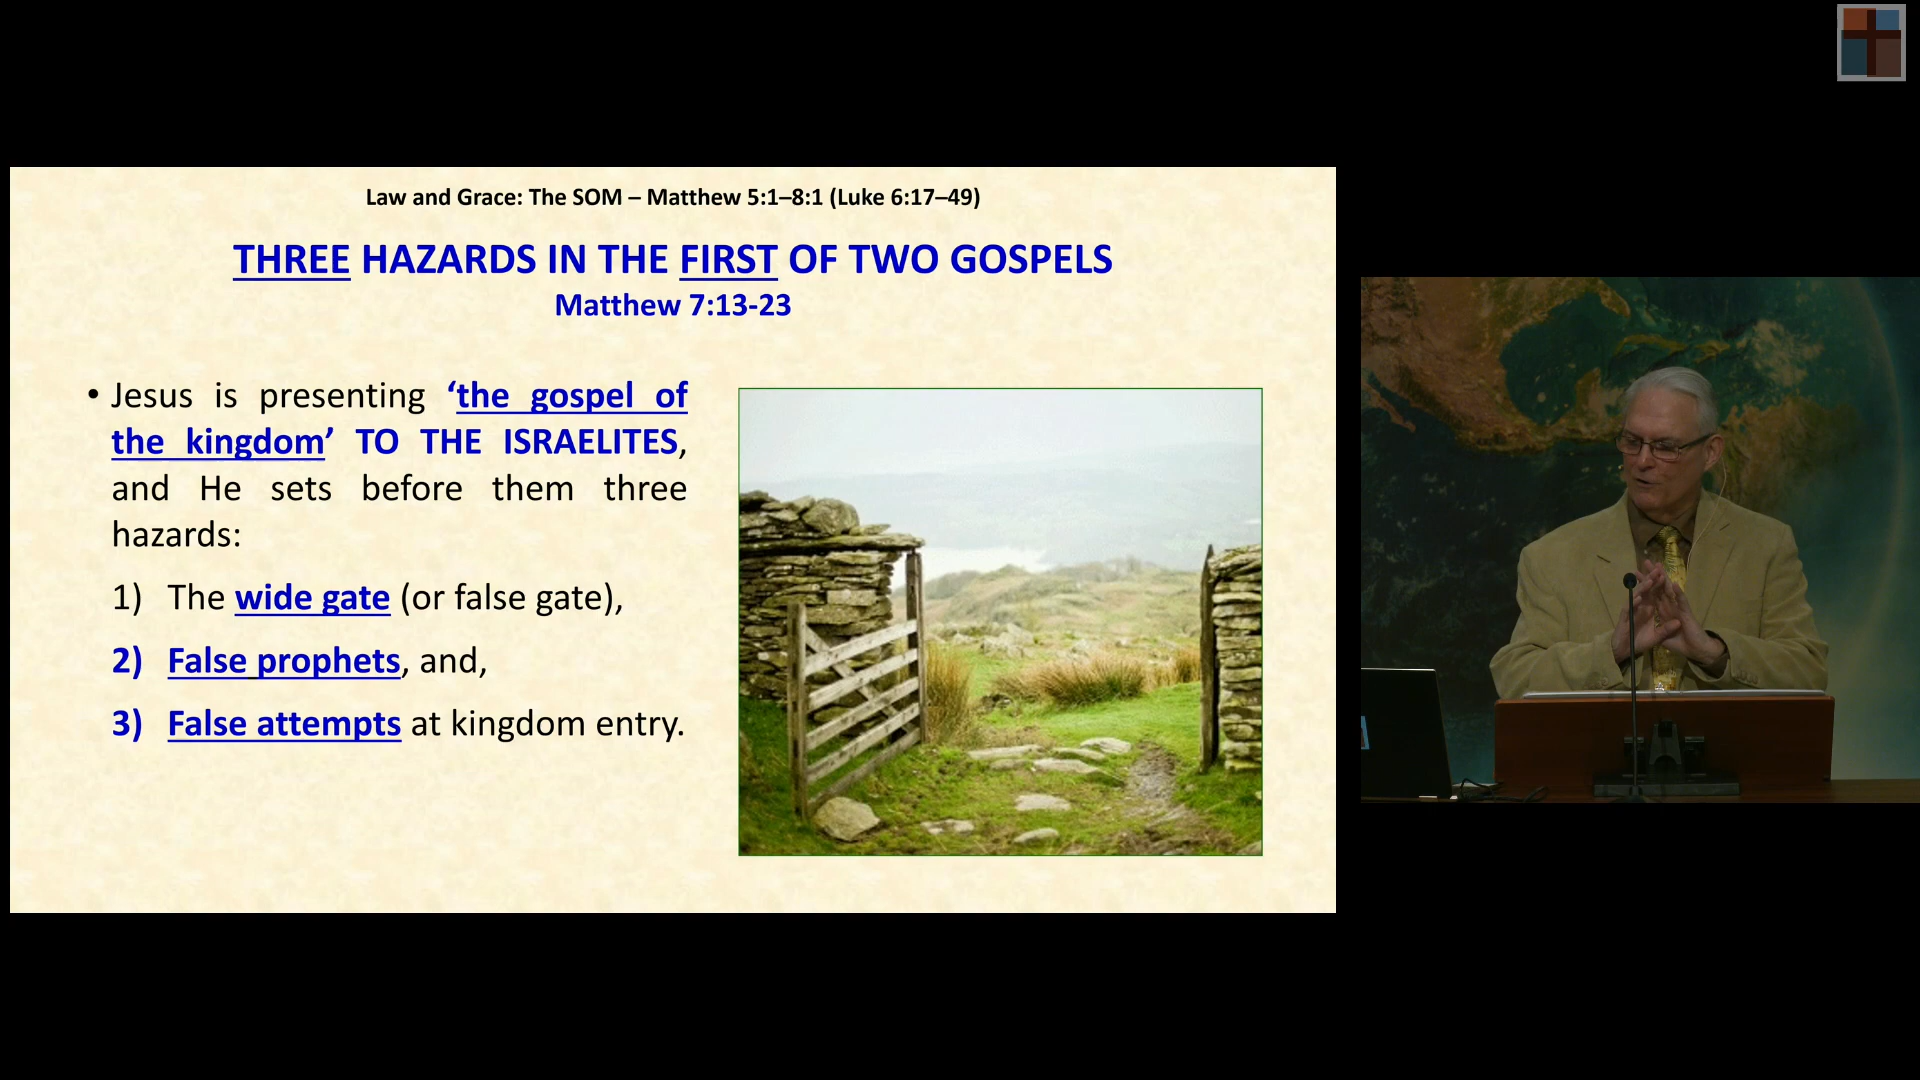 Law and Grace: The SOM – Matthew 5:1–8:1 (Luke 6:17–49)
THREE HAZARDS IN THE FIRST OF TWO GOSPELS
Matthew 7:13-23
• Jesus is presenting ‘the gospel of
the kingdom’ TO THE ISRAELITES,
and He sets before them three
hazards:
1) The wide gate (or false gate),
2) False prophets, and,
3) False attempts at kingdom entry.